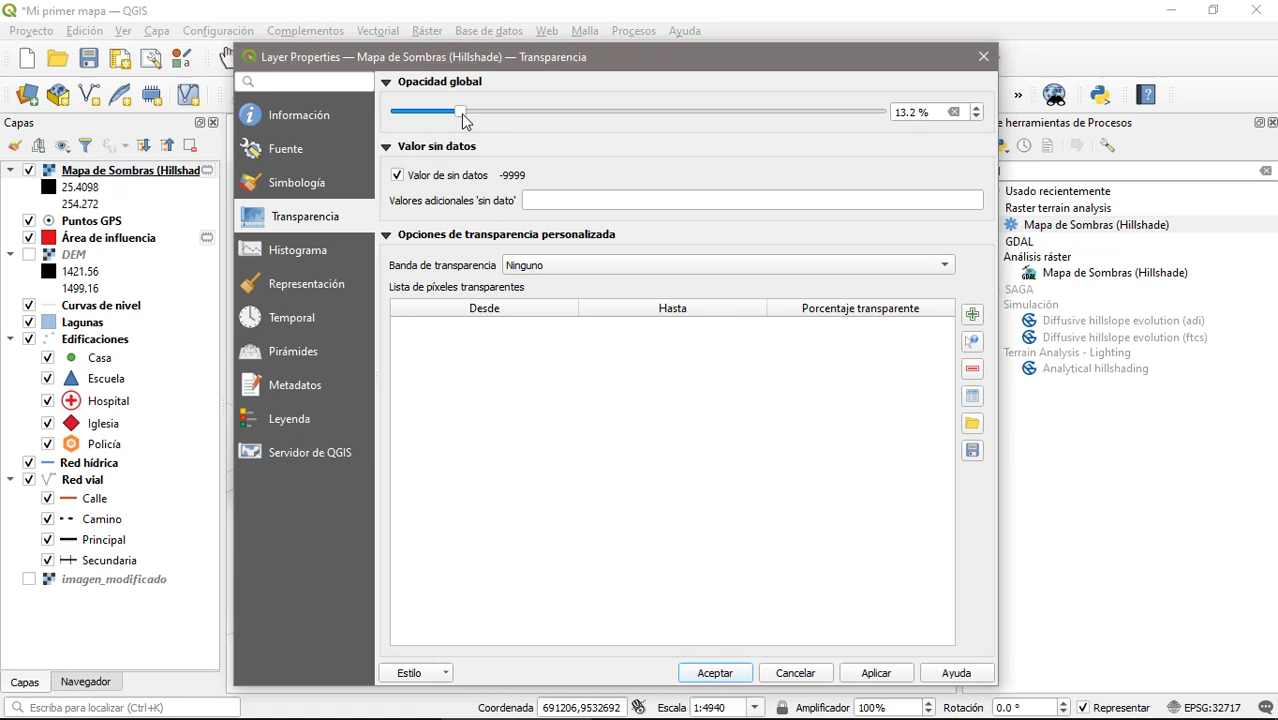 *Mi primer mapa — QGIS
Proyecto Edición Ver Capa Configuración Complementos Vectorial Ráster Base de datos Web Malla Procesos Ayuda
Layer Properties — Mapa de Sombras (Hillshade) — Transparencia
Opacidad global
13.2 %
Información
Fuente
Simbología
Transparencia
Histograma
Representación
Temporal
Pirámides
Metadatos
Leyenda
Servidor de QGIS
Valor sin datos
Valor de sin datos -9999
Valores adicionales 'sin dato'
Opciones de transparencia personalizada
Banda de transparencia Ninguno
Lista de píxeles transparentes
Desde Hasta Porcentaje transparente
Estilo Aceptar Cancelar Aplicar Ayuda
Capas
Mapa de Sombras (Hillshad
25.4098
254.272
Puntos GPS
Área de influencia
DEM
1421.56
1499.16
Curvas de nivel
Lagunas
Edificaciones
Casa
Escuela
Hospital
Iglesia
Policía
Red hídrica
Red vial
Calle
Camino
Principal
Secundaria
imagen_modificado
Capas Navegador
»
e herramientas de Procesos
Usado recientemente
Raster terrain analysis
Mapa de Sombras (Hillshade)
GDAL
Análisis ráster
Mapa de Sombras (Hillshade)
SAGA
Simulación
Diffusive hillslope evolution (adi)
Diffusive hillslope evolution (ftcs)
Terrain Analysis - Lighting
Analytical hillshading
Escriba para localizar (Ctrl+K) Coordenada 691206,9532692 Escala 1:4940 Amplificador 100% Rotación 0.0 ° Representar EPSG:32717